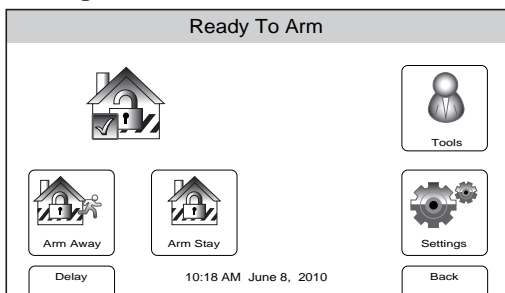 Ready To Arm
Tools
Arm Away
Arm Stay
Settings
Delay
10:18 AM June 8, 2010
Back